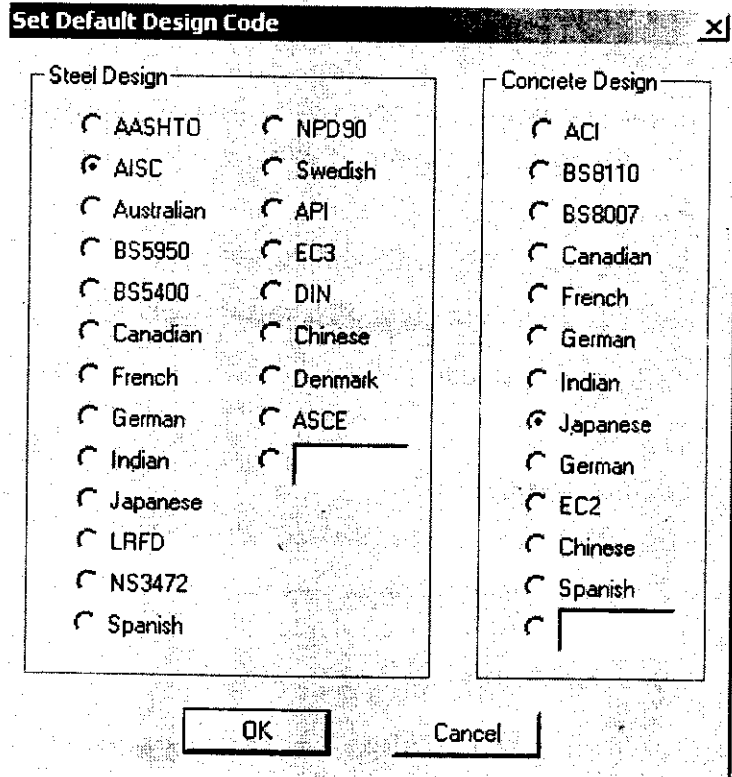 Set Default Design Code
Steel Design
AASHTO
AISC
Australian
BS5950
BS5400
Canadian
French
German
Indian
Japanese
LRFD
NS3472
Spanish
NPD90
Swedish
API
EC3
DIN
Chinese
Denmark
ASCE
Concrete Design
ACI
BS8110
BS8007
Canadian
French
German
Indian
Japanese
German
EC2
Chinese
Spanish
OK
Cancel